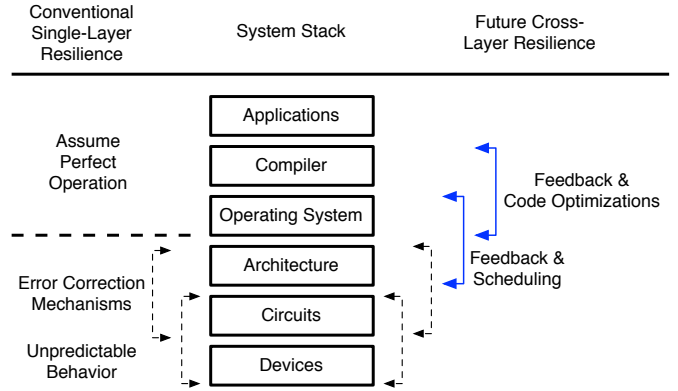 Conventional
Single-Layer
Resilience
System Stack
Future Cross-
Layer Resilience
Assume
Perfect
Operation
Applications
Compiler
Operating System
Architecture
Circuits
Devices
Error Correction
Mechanisms
Unpredictable
Behavior
Feedback &
Code Optimizations
Feedback &
Scheduling